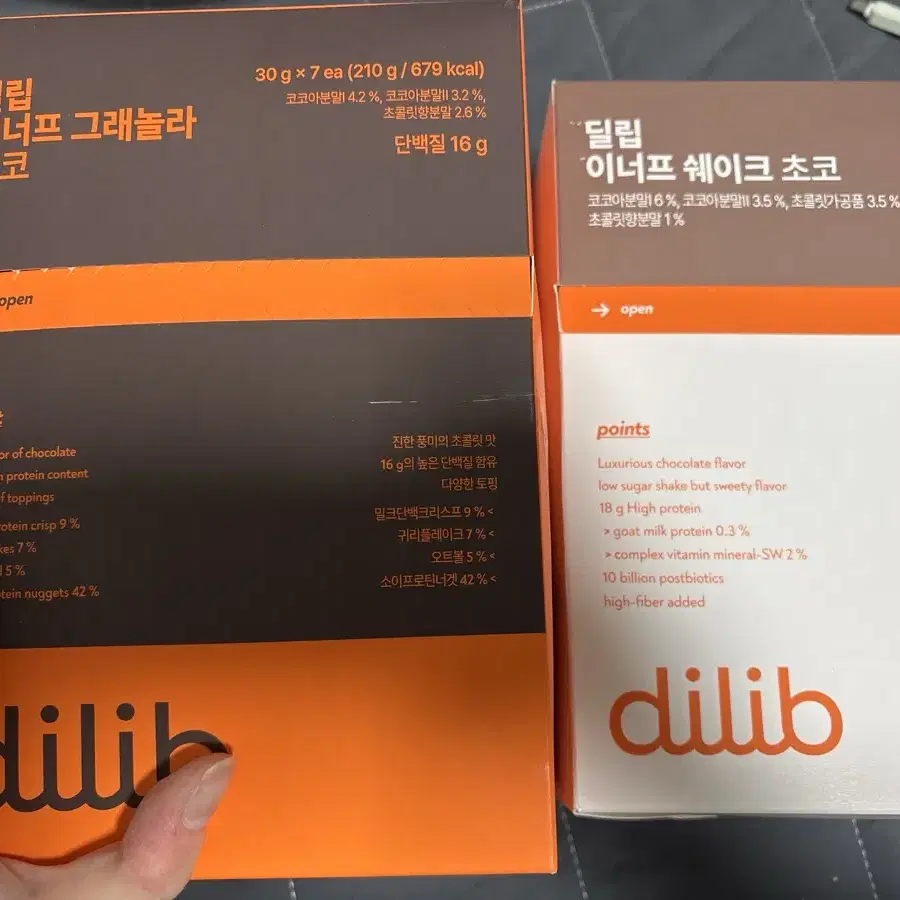 30 g × 7 ea (210 g / 679 kcal)
코코아분말I 4.2 %, 코코아분말II 3.2 %,
초콜릿향분말 2.6 %
단백질 16 g
딜립
이너프 그래놀라
초코
open
or of chocolate
protein content
f toppings
otein crisp 9 %
kes 7 %
l 5 %
tein nuggets 42 %
진한 풍미의 초콜릿 맛
16 g의 높은 단백질 함유
다양한 토핑
밀크단백크리스프 9 % <
귀리플레이크 7 % <
오트볼 5 % <
소이프로틴너겟 42 % <
dilib
딜립
이너프 쉐이크 초코
코코아분말I 6 %, 코코아분말II 3.5 %, 초콜릿가공품 3.5 %
초콜릿향분말 1 %
→ open
points
Luxurious chocolate flavor
low sugar shake but sweety flavor
18 g High protein
> goat milk protein 0.3 %
> complex vitamin mineral-SW 2 %
10 billion postbiotics
high-fiber added
dilib